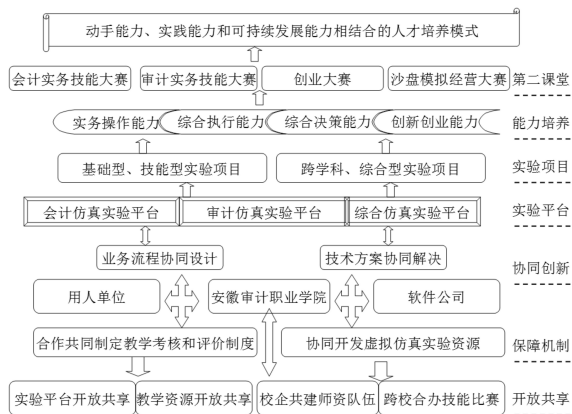 动手能力、实践能力和可持续发展能力相结合的人才培养模式
会计实务技能大赛 审计实务技能大赛 创业大赛 沙盘模拟经营大赛 第二课堂
实务操作能力 综合执行能力 综合决策能力 创新创业能力 能力培养
基础型、技能型实验项目 跨学科、综合型实验项目 实验项目
会计仿真实验平台 审计仿真实验平台 综合仿真实验平台 实验平台
业务流程协同设计 技术方案协同解决 协同创新
用人单位 安徽审计职业学院 软件公司
合作共同制定教学考核和评价制度 协同开发虚拟仿真实验资源 保障机制
实验平台开放共享 教学资源开放共享 校企共建师资队伍 跨校合办技能比赛 开放共享